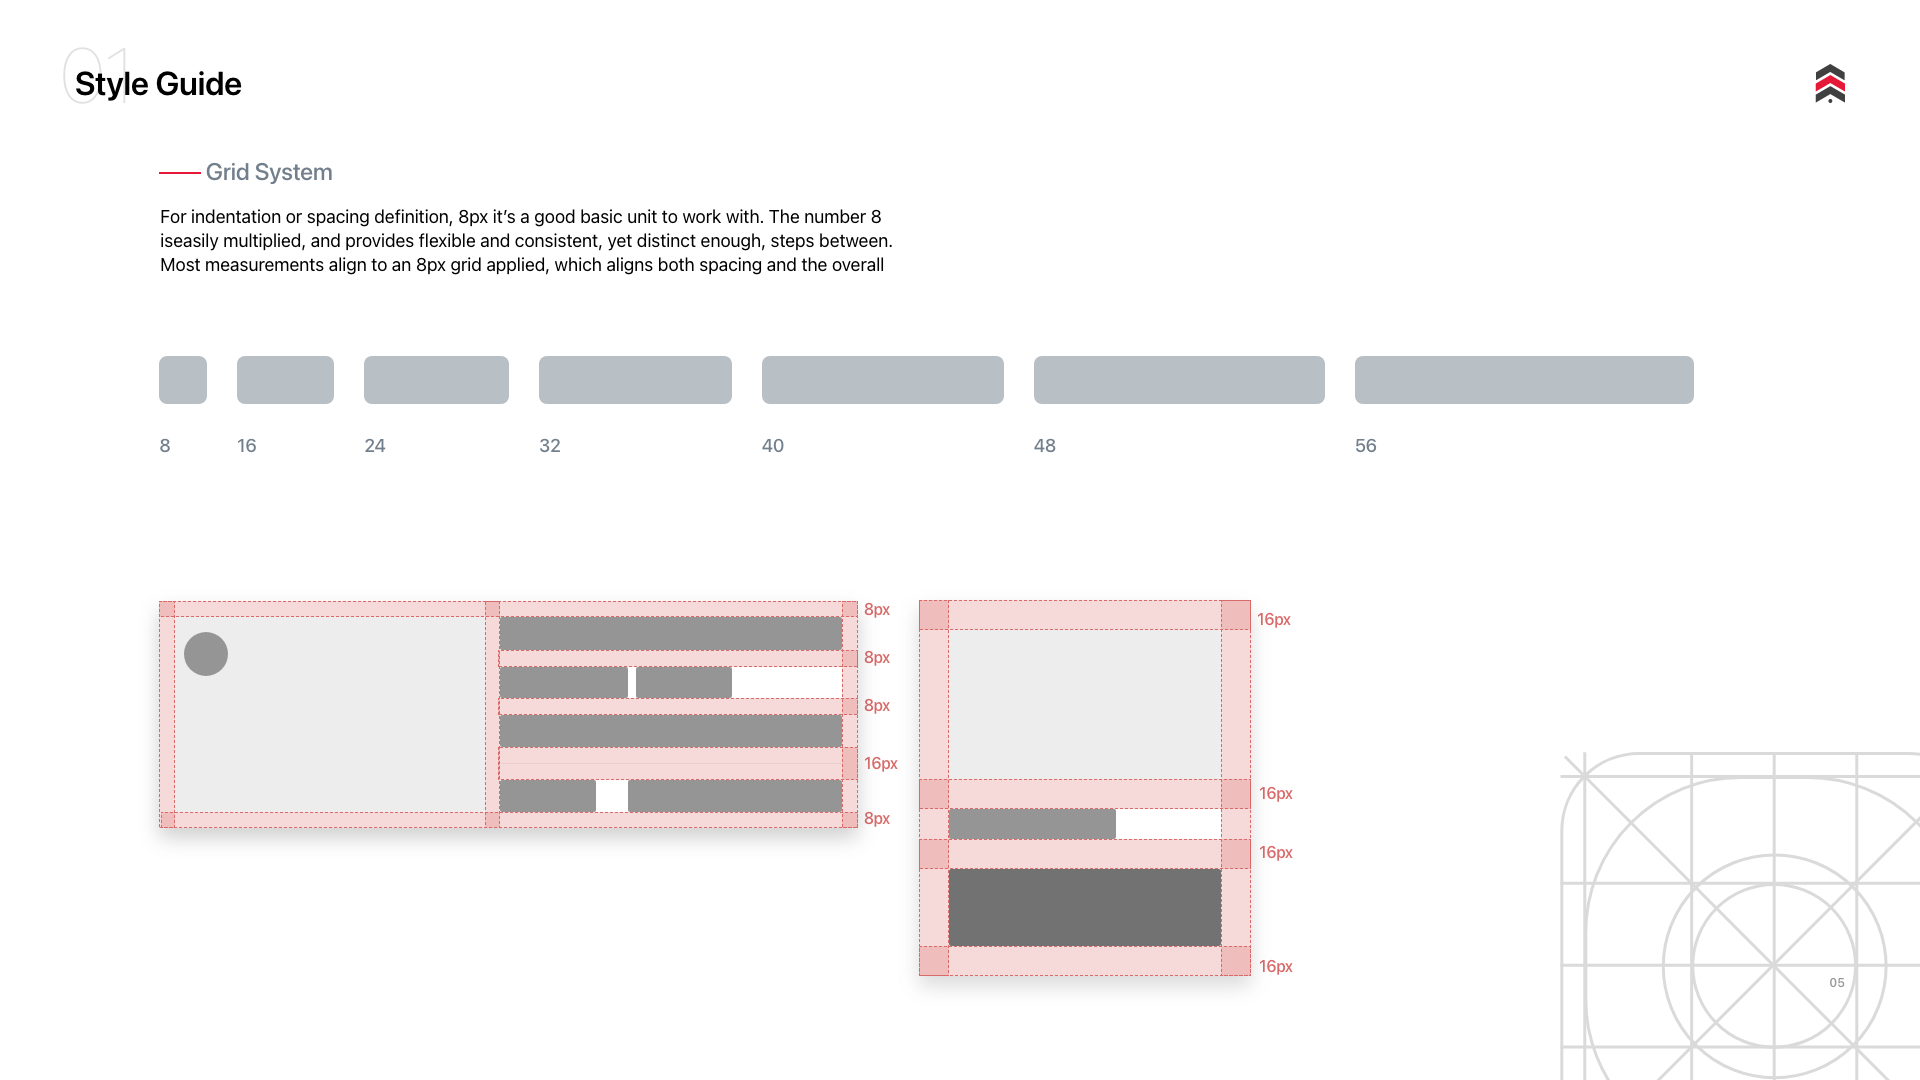 01
Style Guide
Grid System
For indentation or spacing definition, 8px it’s a good basic unit to work with. The number 8
iseasily multiplied, and provides flexible and consistent, yet distinct enough, steps between.
Most measurements align to an 8px grid applied, which aligns both spacing and the overall
8 16 24 32 40 48 56
8px
8px
8px
16px
8px
16px
16px
16px
16px
05